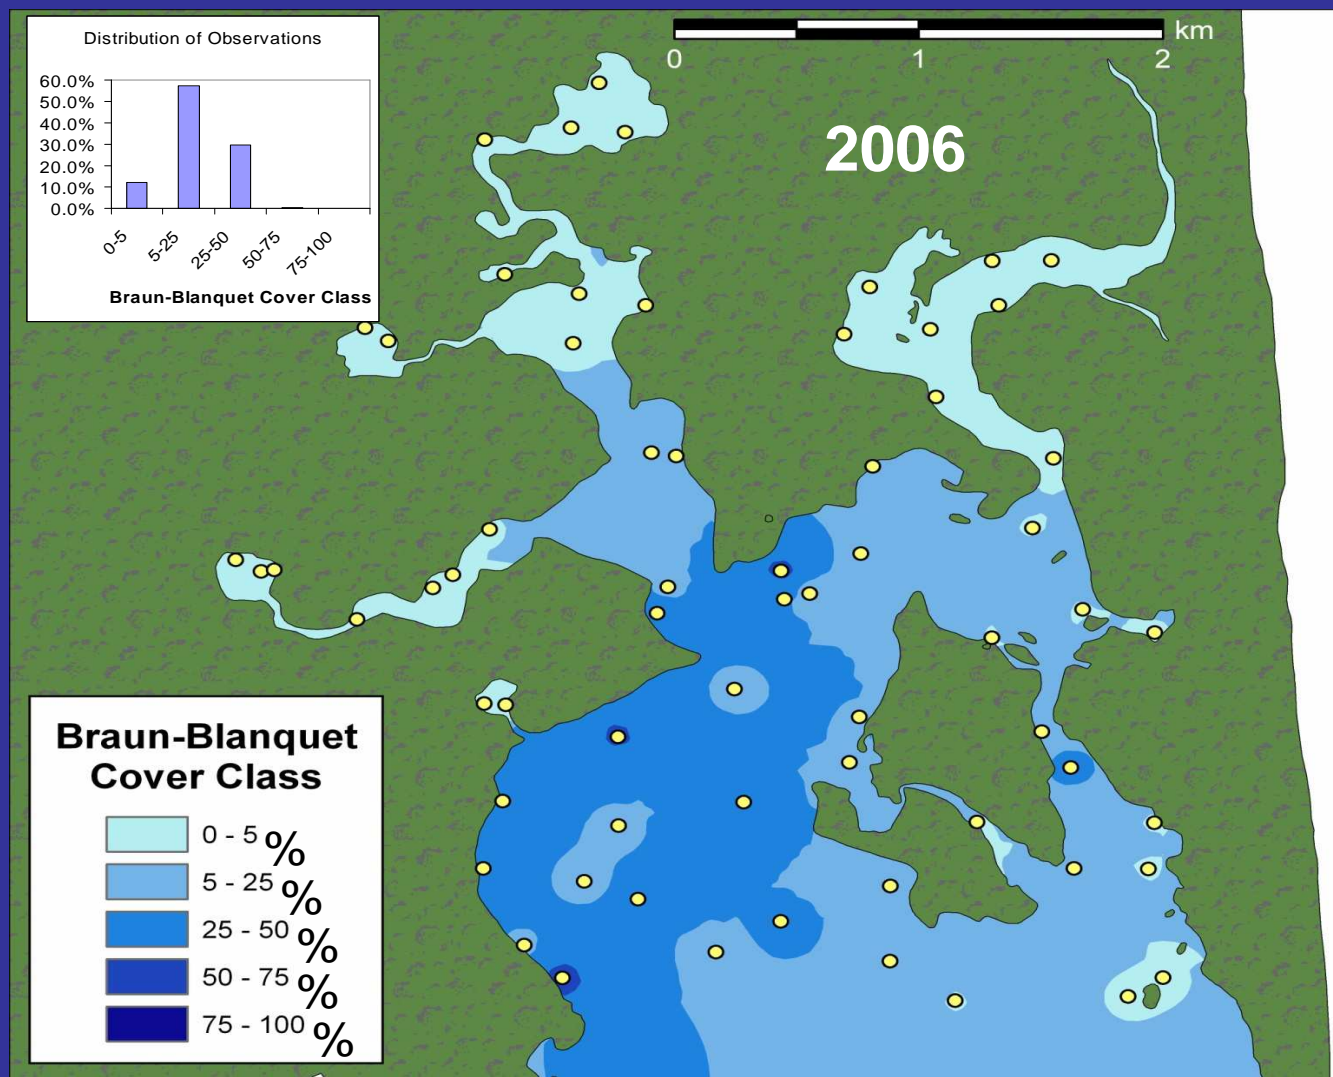 Distribution of Observations
60.0%
50.0%
40.0%
30.0%
20.0%
10.0%
0.0%
0-5
5-25
25-50
50-75
75-100
Braun-Blanquet Cover Class
km
0 1 2
2006
Braun-Blanquet
Cover Class
0 - 5 %
5 - 25 %
25 - 50 %
50 - 75 %
75 - 100 %